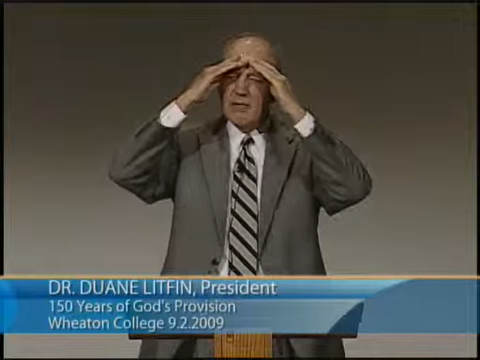 DR. DUANE LITFIN, President
150 Years of God's Provision
Wheaton College 9.2.2009